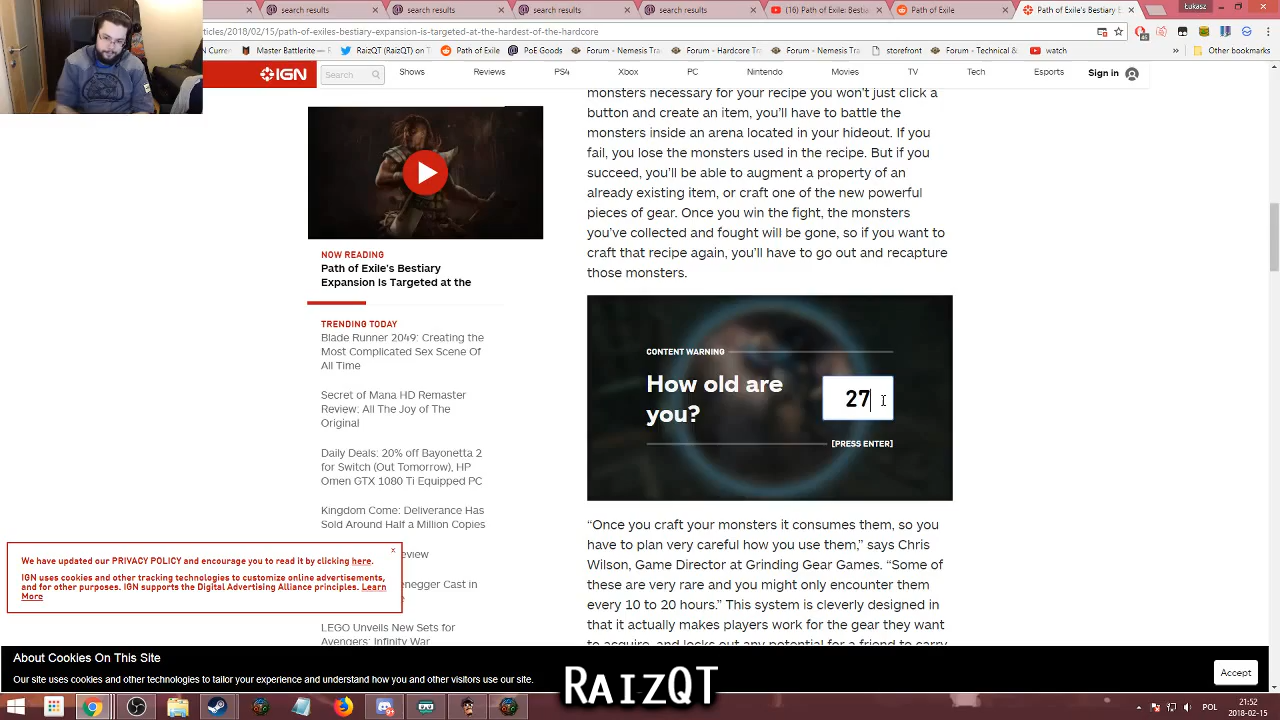 Łukasz
Search
Search
Search
Path of Exile's B
Path of Exile
Path of Exile's Bestiary
articles/2018/02/15/path-of-exiles-bestiary-expansion-is-targeted-at-the-hardest-of-the-hardcore
Master Battlerite
RaizQT (RaiQT) on T
Path of Exile
PoE Goods
Forum - Nemesis Tra
Forum - Hardcore Tr
Forum - Nemesis Mi
storefront
Forum - Technical &
watch
Other bookmarks
IGN
Search
Shows
Reviews
PS4
Xbox
PC
Nintendo
Movies
TV
Tech
Esports
Sign in
NOW READING
Path of Exile's Bestiary
Expansion Is Targeted at the
TRENDING TODAY
Blade Runner 2049: Creating the
Most Complicated Sex Scene Of
All Time
Secret of Mana HD Remaster
Review: All The Joy of The
Original
Daily Deals: 20% off Bayonetta 2
for Switch (Out Tomorrow), HP
Omen GTX 1080 Ti Equipped PC
Kingdom Come: Deliverance Has
Sold Around Half a Million Copies
eview
enegger Cast in
LEGO Unveils New Sets for
Avengers: Infinity War
monsters necessary for your recipe you won't just click a
button and create an item, you'll have to battle the
monsters inside an arena located in your hideout. If you
fail, you lose the monsters used in the recipe. But if you
succeed, you'll be able to augment a property of an
already existing item, or craft one of the new powerful
pieces of gear. Once you win the fight, the monsters
you've collected and fought will be gone, so if you want to
craft that recipe again, you'll have to go out and recapture
those monsters.
CONTENT WARNING
How old are
you?
27
[PRESS ENTER]
“Once you craft your monsters it consumes them, so you
have to plan very careful how you use them,” says Chris
Wilson, Game Director at Grinding Gear Games. “Some of
these are very rare and you might only encounter them
every 10 to 20 hours.” This system is cleverly designed in
that it actually makes players work for the gear they want
to acquire, and locks out any potential for a friend to carry
We have updated our PRIVACY POLICY and encourage you to read it by clicking here.
IGN uses cookies and other tracking technologies to customize online advertisements,
and for other purposes. IGN supports the Digital Advertising Alliance principles. Learn
More
About Cookies On This Site
Our site uses cookies and other technologies to tailor your experience and understand how you and other visitors use our site.
Accept
RAIZQT
POL
21:52
2018-02-15